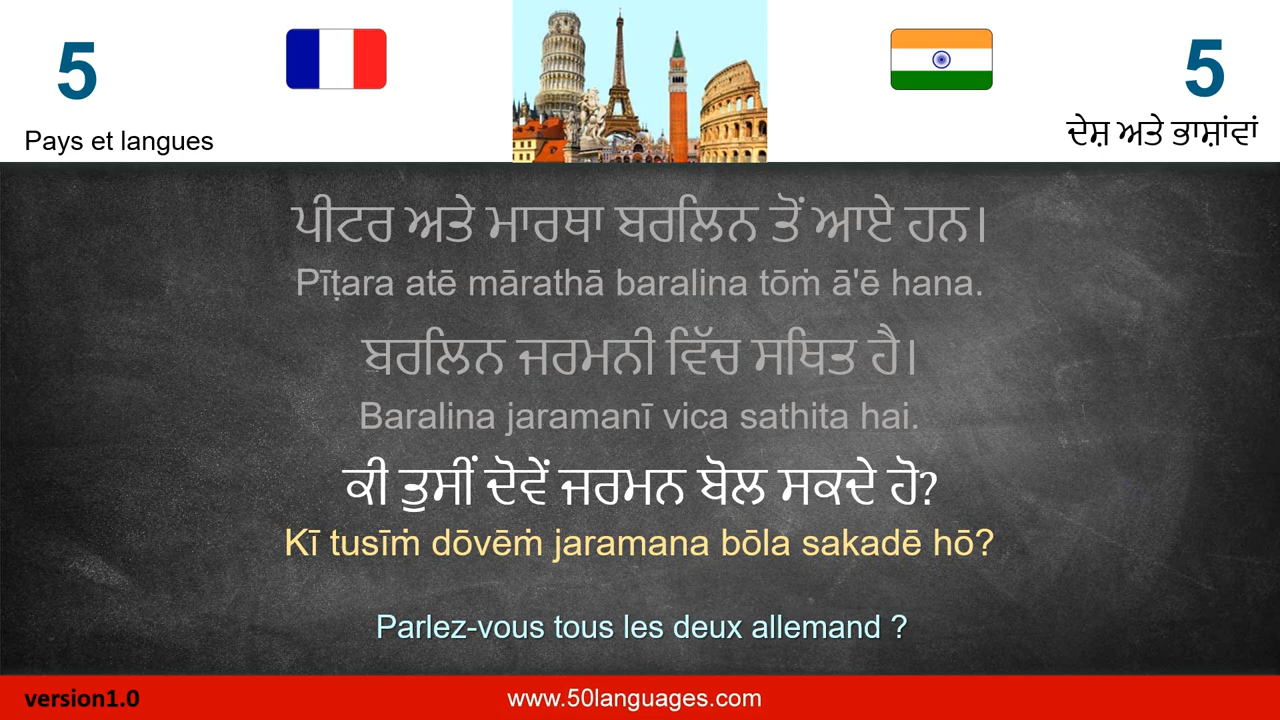 5
5
Pays et langues
ਦੇਸ਼ ਅਤੇ ਭਾਸ਼ਾਂਵਾਂ
ਪੀਟਰ ਅਤੇ ਮਾਰਥਾ ਬਰਲਿਨ ਤੋਂ ਆਏ ਹਨ।
Pīṭara atē mārathā baralina tōṁ ā'ē hana.
ਬਰਲਿਨ ਜਰਮਨੀ ਵਿੱਚ ਸਥਿਤ ਹੈ।
Baralina jaramanī vica sathita hai.
ਕੀ ਤੁਸੀਂ ਦੋਵੇਂ ਜਰਮਨ ਬੋਲ ਸਕਦੇ ਹੋ?
Kī tusīṁ dōvēṁ jaramana bōla sakadē hō?
Parlez-vous tous les deux allemand ?
version1.0
www.50languages.com